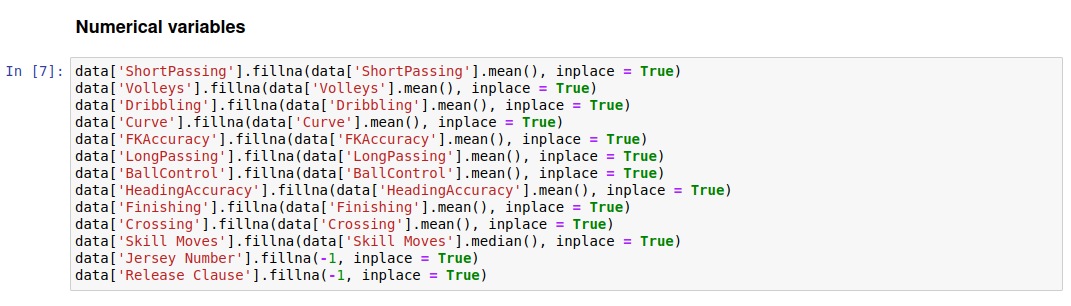 Numerical variables
In [7]: data['ShortPassing'].fillna(data['ShortPassing'].mean(), inplace = True)
data['Volleys'].fillna(data['Volleys'].mean(), inplace = True)
data['Dribbling'].fillna(data['Dribbling'].mean(), inplace = True)
data['Curve'].fillna(data['Curve'].mean(), inplace = True)
data['FKAccuracy'].fillna(data['FKAccuracy'].mean(), inplace = True)
data['LongPassing'].fillna(data['LongPassing'].mean(), inplace = True)
data['BallControl'].fillna(data['BallControl'].mean(), inplace = True)
data['HeadingAccuracy'].fillna(data['HeadingAccuracy'].mean(), inplace = True)
data['Finishing'].fillna(data['Finishing'].mean(), inplace = True)
data['Crossing'].fillna(data['Crossing'].mean(), inplace = True)
data['Skill Moves'].fillna(data['Skill Moves'].median(), inplace = True)
data['Jersey Number'].fillna(-1, inplace = True)
data['Release Clause'].fillna(-1, inplace = True)